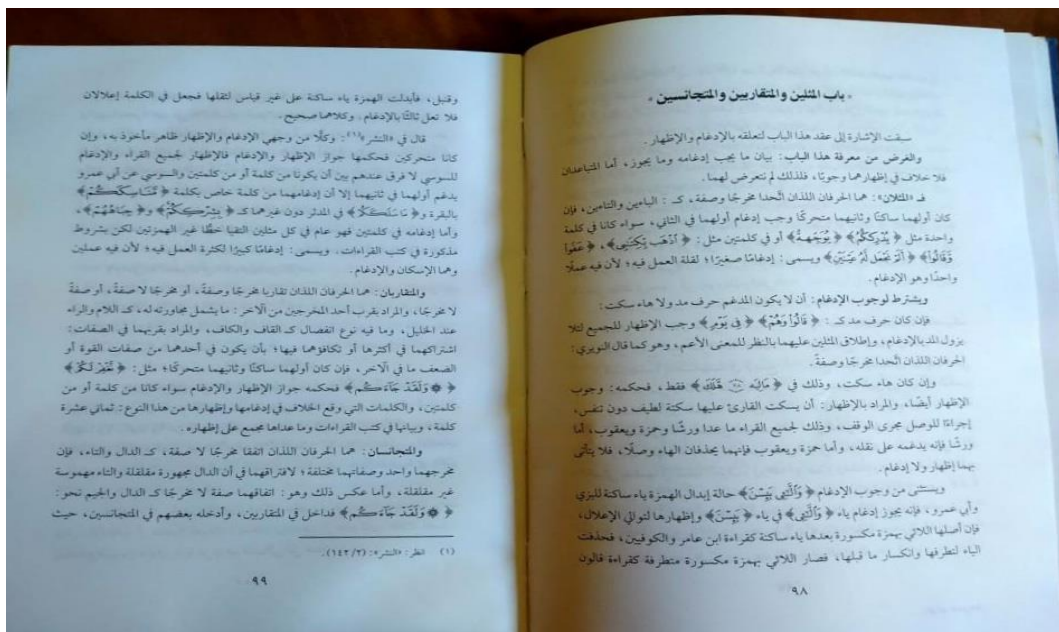 باب المثلين والمتقاربين والمتجانسين
سبقت الإشارة إلى عقد هذا الباب لتعلقه بالإدغام والإظهار.
والغرض من معرفة هذا الباب: بيان ما يجب إدغامه وما يجوز، أما المتباعدان
فلا خلاف في إظهارهما وجوبًا، فلذلك لم نتعرض لهما.
فـ المثلان: هما الحرفان اللذان اتَّحدا مخرجًا وصفة، كـ: الباءين والتاءين، فإن
كان أولهما ساكنًا وثانيهما متحركًا وجب إدغام أولهما في الثاني، سواء كانا في كلمة
واحدة مثل ﴿يُدْرِككُّمُ﴾ ﴿يُوَجِّههُّ﴾ أو في كلمتين مثل: ﴿ٱذْهَب بِّكِتَٰبِى﴾، ﴿عَفَوا۟
وَّقَالُوا۟﴾ ﴿أَلَمْ نَجْعَل لَّهُۥ عَيْنَيْنِ﴾ ويسمى: إدغامًا صغيرًا؛ لقلة العمل فيه؛ لأن فيه عملًا
واحدًا وهو الإدغام.
ويشترط لوجوب الإدغام: أن لا يكون المدغم حرف مد ولا هاء سكت:
فإن كان حرف مد كـ: ﴿قَالُوا۟ وَهُمْ﴾ ﴿فِى يَوْمٍ﴾ وجب الإظهار للجميع لئلا
يزول المد بالإدغام، وإطلاق المثلين عليهما بالنظر للمعنى الأعم، وهو كما قال النويري:
الحرفان اللذان اتَّحدا مخرجًا وصفةً.
وإن كان هاء سكت، وذلك في ﴿مَالِيَهْ ۝٢٨ هَّلَكَ﴾ فقط، فحكمه: وجوب
الإظهار أيضًا، والمراد بالإظهار: أن يسكت القارئ عليها سكتة لطيف دون تنفس،
إجراءًا للوصل مجرى الوقف، وذلك لجميع القراء ما عدا ورشًا وحمزة ويعقوب، أما
ورشًا فإنه يدغمه على نقله، وأما حمزة ويعقوب فإنهما يحذفان الهاء وصلًا، فلا يتأتى
بهما إظهار ولا إدغام.
ويستثنى من وجوب الإدغام ﴿وَٱلَّٰٓـِٔى يَئِسْنَ﴾ حالة إبدال الهمزة ياء ساكنة للبزي
وأبي عمرو، فإنه يجوز إدغام ياء ﴿وَٱلَّٰٓـِٔى﴾ في ياء ﴿يَئِسْنَ﴾ وإظهارها لتوالي الإعلال،
فإن أصلها اللائي بهمزة مكسورة بعدها ياء ساكنة كقراءة ابن عامر والكوفيين، فحذفت
الياء لتطرفها وانكسار ما قبلها، فصار اللائي بهمزة مكسورة متطرفة كقراءة قالون
٩٨
وقنبل، فأبدلت الهمزة ياء ساكنة على غير قياس لثقلها فجعل في الكلمة إعلالان
فلا تعل ثالثًا بالإدغام. وكلاهما صحيح.
قال في «النشر»(١): وكلًا من وجهي الإدغام والإظهار ظاهر مأخوذ به، وإن
كانا متحركين فحكمها جواز الإظهار والإدغام فالإظهار لجميع القراء والإدغام
للسوسي لا فرق عندهم بين أن يكونا من كلمة أو من كلمتين والسوسي عن أبي عمرو
يدغم أولهما في ثانيهما إلا أن إدغامهما من كلمة خاص بكلمة ﴿مَّنَٰسِكَكُمْ﴾
بالبقرة و﴿مَا سَلَكَكُمْ﴾ في المدثر دون غيرهما كـ ﴿بِشِرْكِكُمْ﴾ و﴿جِبَاهُهُمْ﴾،
وأما إدغامه في كلمتين فهو عام في كل مثلين التقيا خطًّا غير الهمزتين لكن بشروط
مذكورة في كتب القراءات. ويسمى: إدغامًا كبيرًا لكثرة العمل فيه؛ لأن فيه عملين
وهما الإسكان والإدغام.
والمتقاربان: هما الحرفان اللذان تقاربا مخرجًا وصفةً، أو مخرجًا لا صفةً، أو صفةً
لا مخرجًا، والمراد بقرب أحد المخرجين من الآخر: ما يشمل مجاورته له، كـ اللام والراء
عند الخليل، وما فيه نوع انفصال كـ القاف والكاف، والمراد بقربهما في الصفات:
اشتراكهما في أكثرها أو تكافؤهما فيها؛ بأن يكون في أحدهما من صفات القوة أو
الضعف ما في الآخر، فإن كان أولهما ساكنًا وثانيهما متحركًا؛ مثل: ﴿يَغْفِرْ لَكُمْ﴾
﴿۞ وَلَقَدْ جَآءَكُم﴾ فحكمه جواز الإظهار والإدغام سواء كانا من كلمة أو من
كلمتين، والكلمات التي وقع الخلاف في إدغامها وإظهارها من هذا النوع: ثماني عشرة
كلمة، وبيانها في كتب القراءات وما عداها مجمع على إظهاره.
والمتجانسان: هما الحرفان اللذان اتفقا مخرجًا لا صفة، كـ الدال والتاء، فإن
مخرجهما واحد وصفاتهما مختلفة؛ لافتراقهما في أن الدال مجهورة مقلقلة والتاء مهموسة
غير مقلقلة، وأما عكس ذلك وهو: اتفاقهما صفة لا مخرجًا كـ الدال والجيم نحو:
﴿۞ وَلَقَدْ جَآءَكُم﴾ فداخل في المتقاربين، وأدخله بعضهم في المتجانسين، حيث
(١) انظر: «النشر»: (٢/ ١٤٣).
٩٩